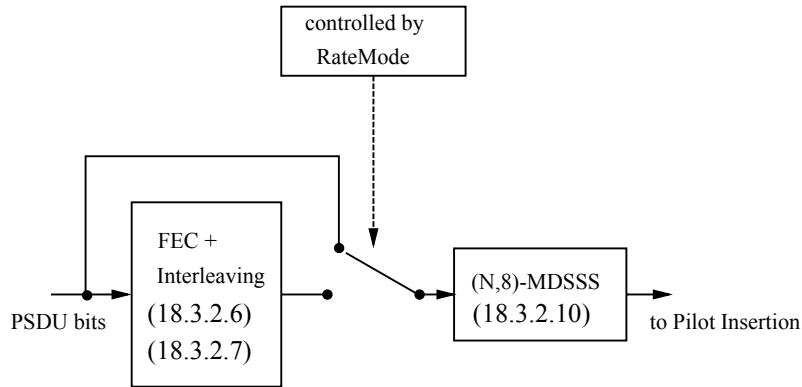 controlled by
RateMode
FEC +
Interleaving
(18.3.2.6)
(18.3.2.7)
(N,8)-MDSSS
(18.3.2.10)
PSDU bits
to Pilot Insertion